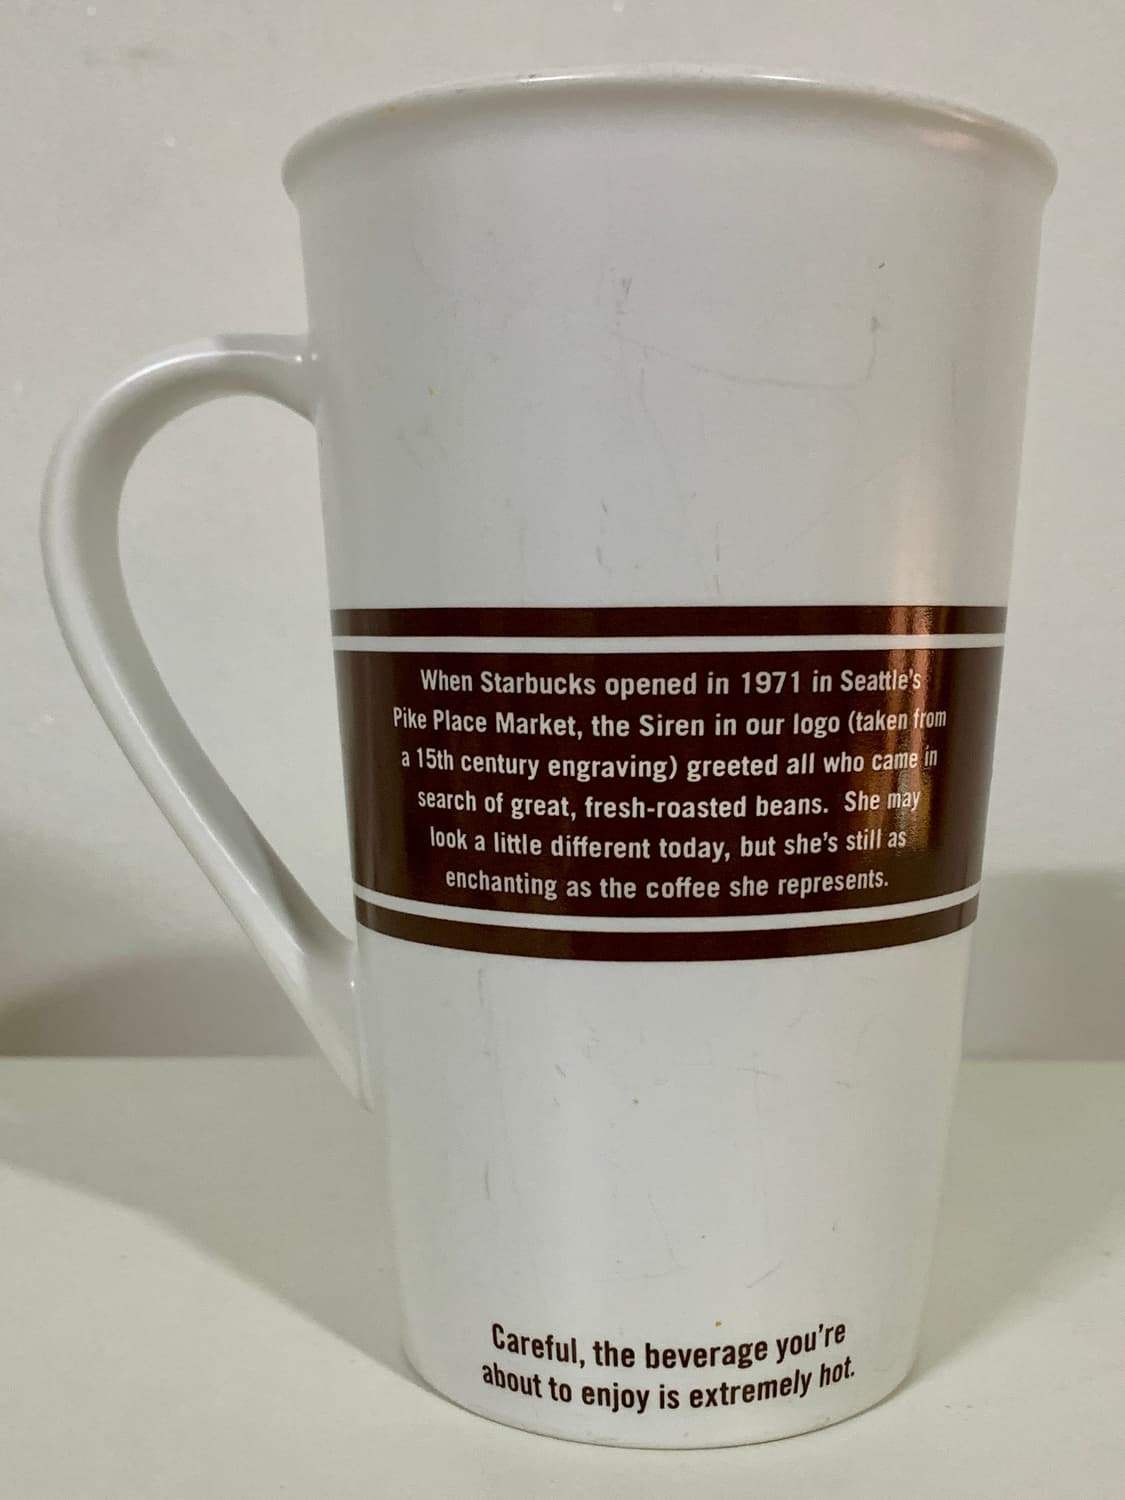 When Starbucks opened in 1971 in Seattle's
Pike Place Market, the Siren in our logo (taken from
a 15th century engraving) greeted all who came in
search of great, fresh-roasted beans. She may
look a little different today, but she's still as
enchanting as the coffee she represents.
Careful, the beverage you're
about to enjoy is extremely hot.